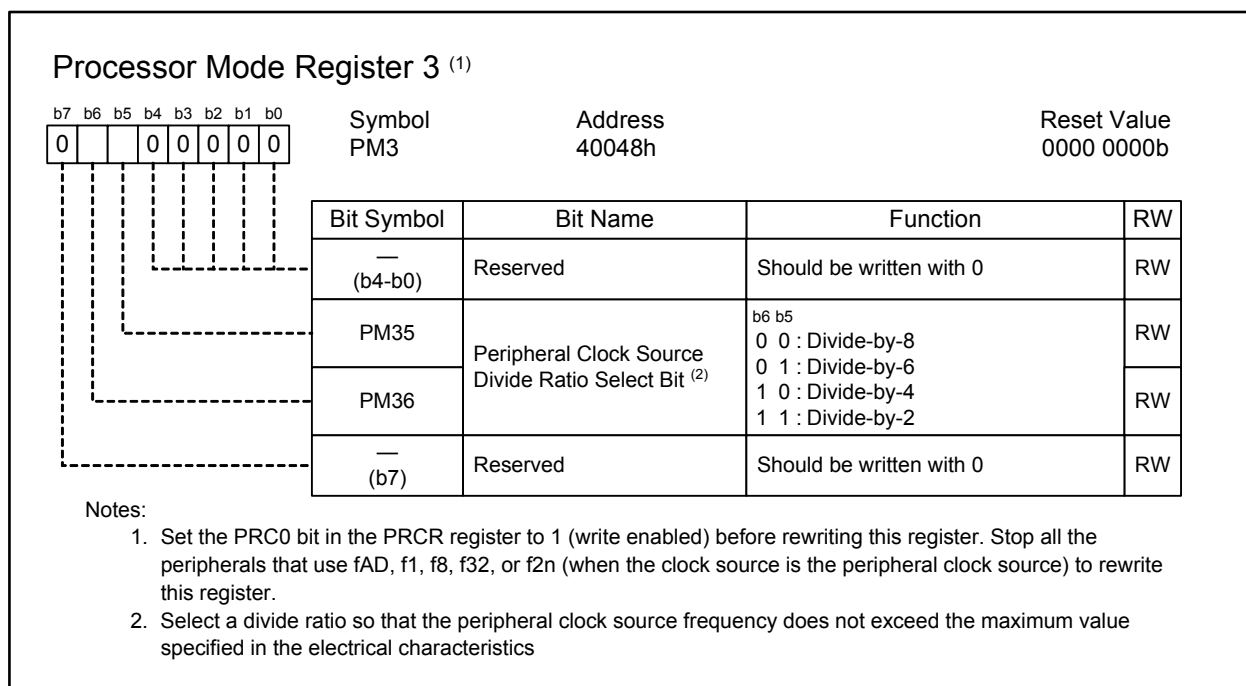 Processor Mode Register 3 (1)
b7 b6 b5 b4 b3 b2 b1 b0
0 0 0 0 0 0
Symbol Address Reset Value
PM3 40048h 0000 0000b
Bit Symbol Bit Name Function RW
— (b4-b0) Reserved Should be written with 0 RW
PM35 RW
PM36 RW
Peripheral Clock Source
Divide Ratio Select Bit (2)
b6 b5
0 0 : Divide-by-8
0 1 : Divide-by-6
1 0 : Divide-by-4
1 1 : Divide-by-2
— (b7) Reserved Should be written with 0 RW
Notes:
1. Set the PRC0 bit in the PRCR register to 1 (write enabled) before rewriting this register. Stop all the
peripherals that use fAD, f1, f8, f32, or f2n (when the clock source is the peripheral clock source) to rewrite
this register.
2. Select a divide ratio so that the peripheral clock source frequency does not exceed the maximum value
specified in the electrical characteristics